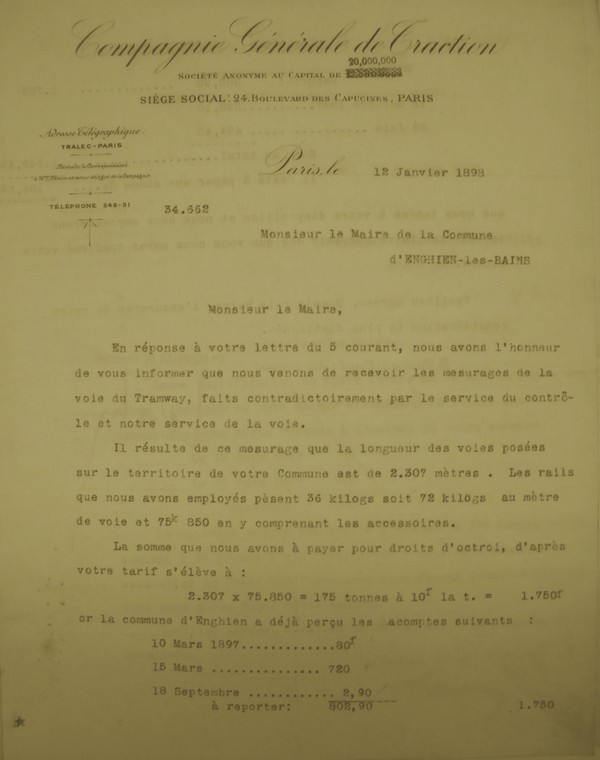 Compagnie Générale de Traction
20,000,000
SOCIÉTÉ ANONYME AU CAPITAL DE
SIÈGE SOCIAL: 24, BOULEVARD DES CAPUCINES, PARIS
Adresse Télégraphique
TRALEC-PARIS
TÉLÉPHONE 248-21
Paris, le 12 Janvier 1898
34.662
Monsieur le Maire de la Commune
d'ENGHIEN-les-BAINS
Monsieur le Maire,
En réponse à votre lettre du 5 courant, nous avons l'honneur
de vous informer que nous venons de recevoir les mesurages de la
voie du Tramway, faits contradictoirement par le service du contrô-
le et notre service de la voie.
Il résulte de ce mesurage que la longueur des voies posées
sur le territoire de votre Commune est de 2.307 mètres . Les rails
que nous avons employés pèsent 36 kilogs soit 72 kilogs au mètre
de voie et 75k 850 en y comprenant les accessoires.
La somme que nous avons à payer pour droits d'octroi, d'après
votre tarif s'élève à :
2.307 x 75.850 = 175 tonnes à 10f la t. = 1.750f
or la commune d'Enghien a déjà perçu les acomptes suivants :
10 Mars 1897.............80f
15 Mars ............... 720
18 Septembre ............ 2,90
à reporter: 802,90 1.750